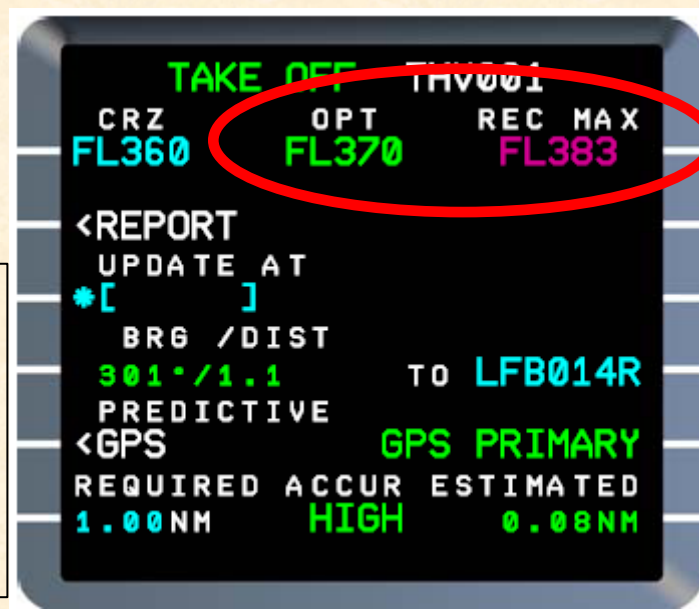 TAKE OFF THV001
CRZ OPT REC MAX
FL360 FL370 FL383
<REPORT
UPDATE AT
*[ ]
BRG /DIST
301°/1.1 TO LFB014R
PREDICTIVE
<GPS GPS PRIMARY
REQUIRED ACCUR ESTIMATED
1.00NM HIGH 0.08NM